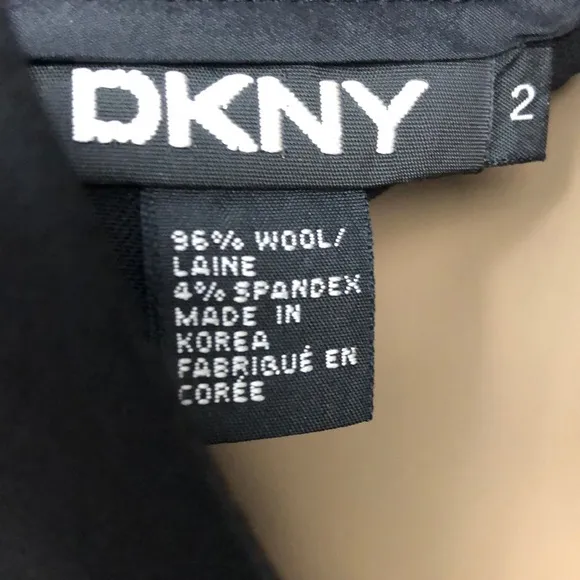 DKNY
2
96% WOOL/
LAINE
4% SPANDEX
MADE IN
KOREA
FABRIQUÉ EN
CORÉE